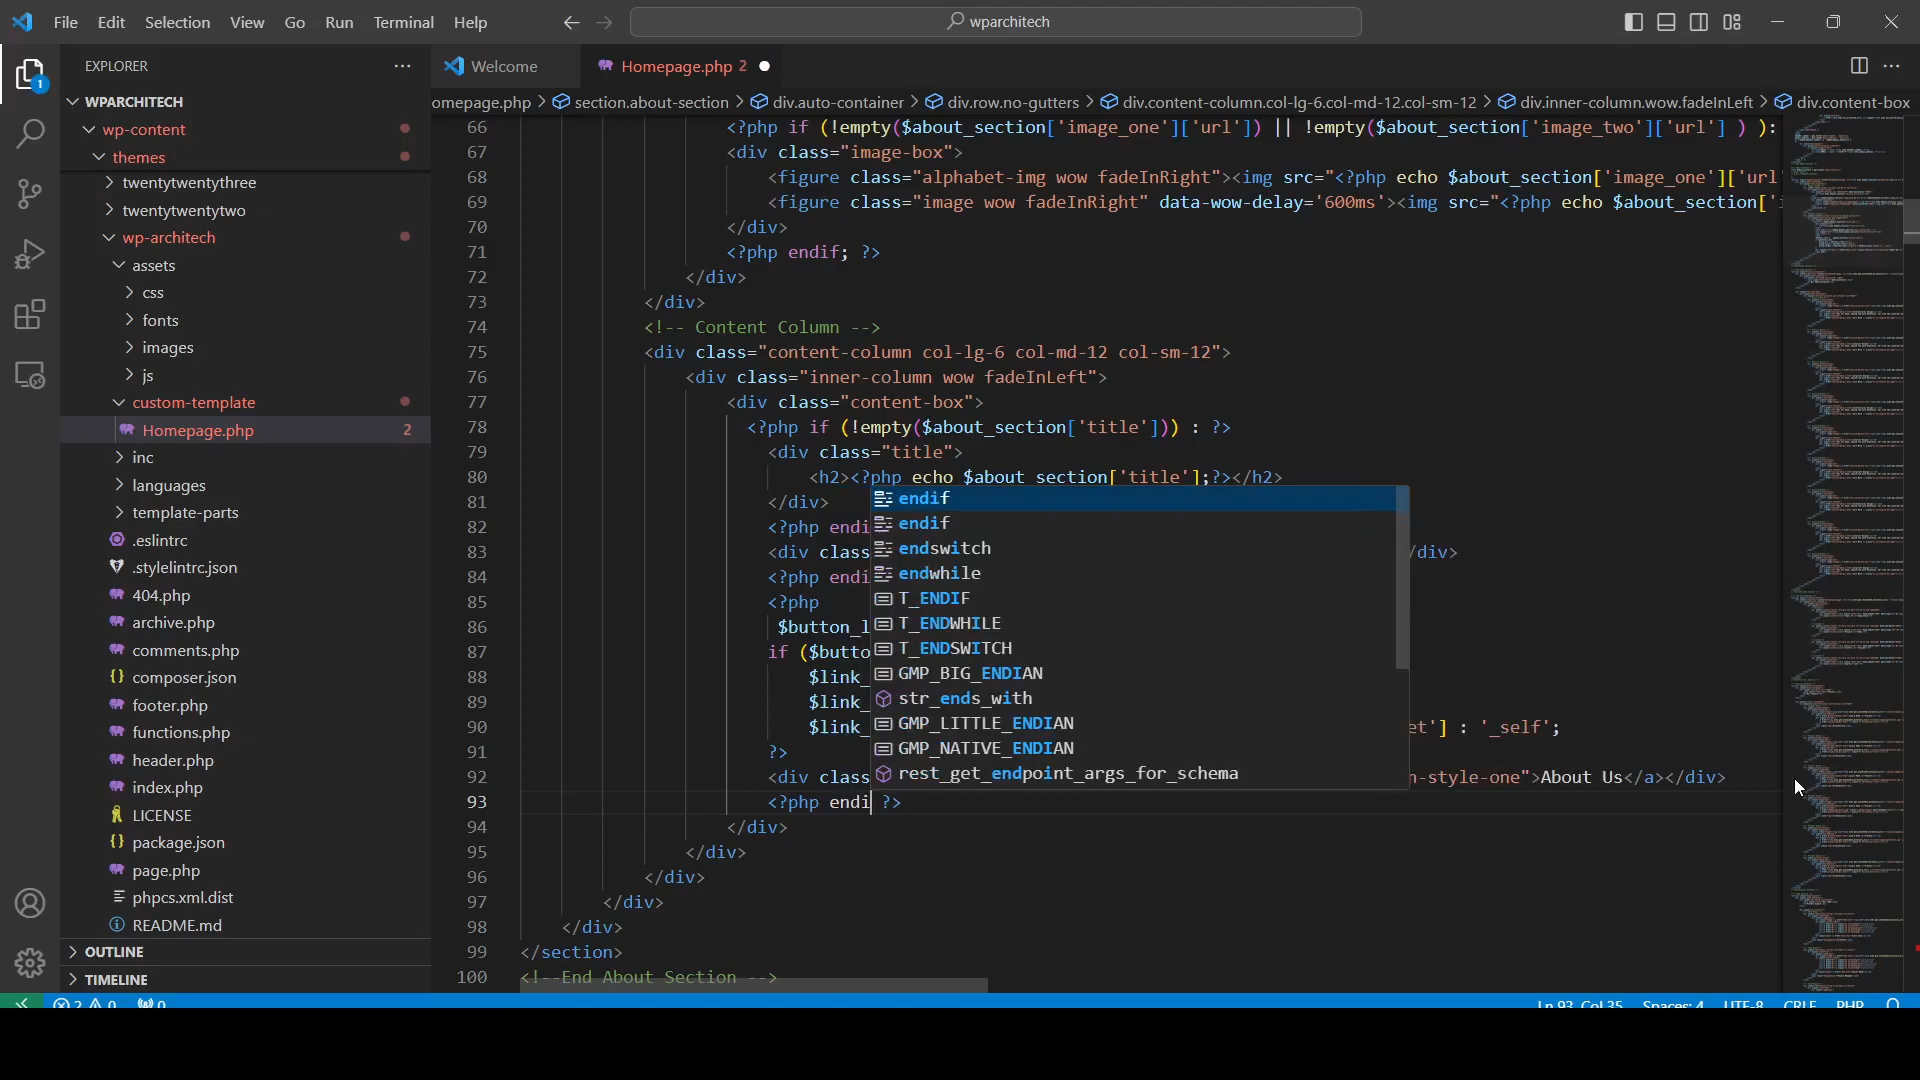 File Edit Selection View Go Run Terminal Help wparchitech
EXPLORER
Welcome Homepage.php 2
WPARCHITECH
wp-content
themes
twentytwentythree
twentytwentytwo
wp-architech
assets
css
fonts
images
js
custom-template
Homepage.php 2
inc
languages
template-parts
.eslintrc
.stylelintrc.json
404.php
archive.php
comments.php
composer.json
footer.php
functions.php
header.php
index.php
LICENSE
package.json
page.php
phpcs.xml.dist
README.md
OUTLINE
TIMELINE
omepage.php > section.about-section > div.auto-container > div.row.no-gutters > div.content-column.col-lg-6.col-md-12.col-sm-12 > div.inner-column.wow.fadeInLeft > div.content-box
66 <?php if (!empty($about_section['image_one']['url']) || !empty($about_section['image_two']['url'] ) ):
67 <div class="image-box">
68 <figure class="alphabet-img wow fadeInRight"><img src="<?php echo $about_section['image_one']['url'
69 <figure class="image wow fadeInRight" data-wow-delay='600ms'><img src="<?php echo $about_section['
70 </div>
71 <?php endif; ?>
72 </div>
73 </div>
74 <!-- Content Column -->
75 <div class="content-column col-lg-6 col-md-12 col-sm-12">
76 <div class="inner-column wow fadeInLeft">
77 <div class="content-box">
78 <?php if (!empty($about_section['title'])) : ?>
79 <div class="title">
80 <h2><?php echo $about_section['title'];?></h2>
81 </div>
82 <?php endi
83 <div class /div>
84 <?php endi
85 <?php
86 $button_l
87 if ($butto
88 $link_
89 $link_
90 $link_ et'] : '_self';
91 ?>
92 <div class n-style-one">About Us</a></div>
93 <?php endi ?>
94 </div>
95 </div>
96 </div>
97 </div>
98 </div>
99 </section>
100 <!--End About Section -->
endif
endif
endswitch
endwhile
T_ENDIF
T_ENDWHILE
T_ENDSWITCH
GMP_BIG_ENDIAN
str_ends_with
GMP_LITTLE_ENDIAN
GMP_NATIVE_ENDIAN
rest_get_endpoint_args_for_schema
1
2 0 0 Ln 93, Col 35 Spaces: 4 UTF-8 CRLF PHP